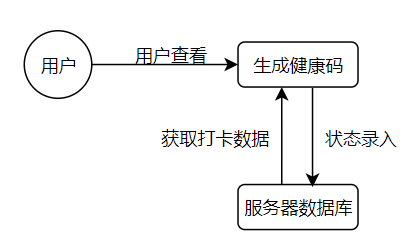 用户
用户查看
生成健康码
获取打卡数据
状态录入
服务器数据库